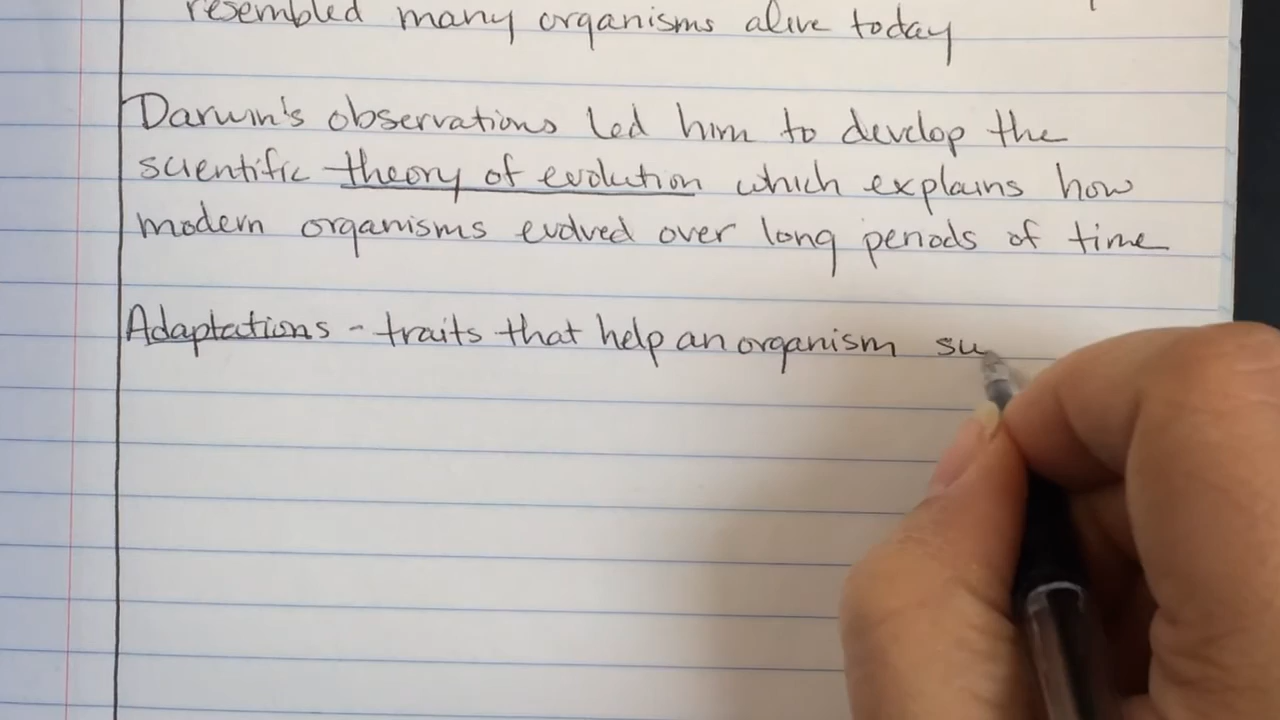 resembled many organisms alive today
Darwin's observations led him to develop the
scientific theory of evolution which explains how
modern organisms evolved over long periods of time
Adaptations - traits that help an organism su